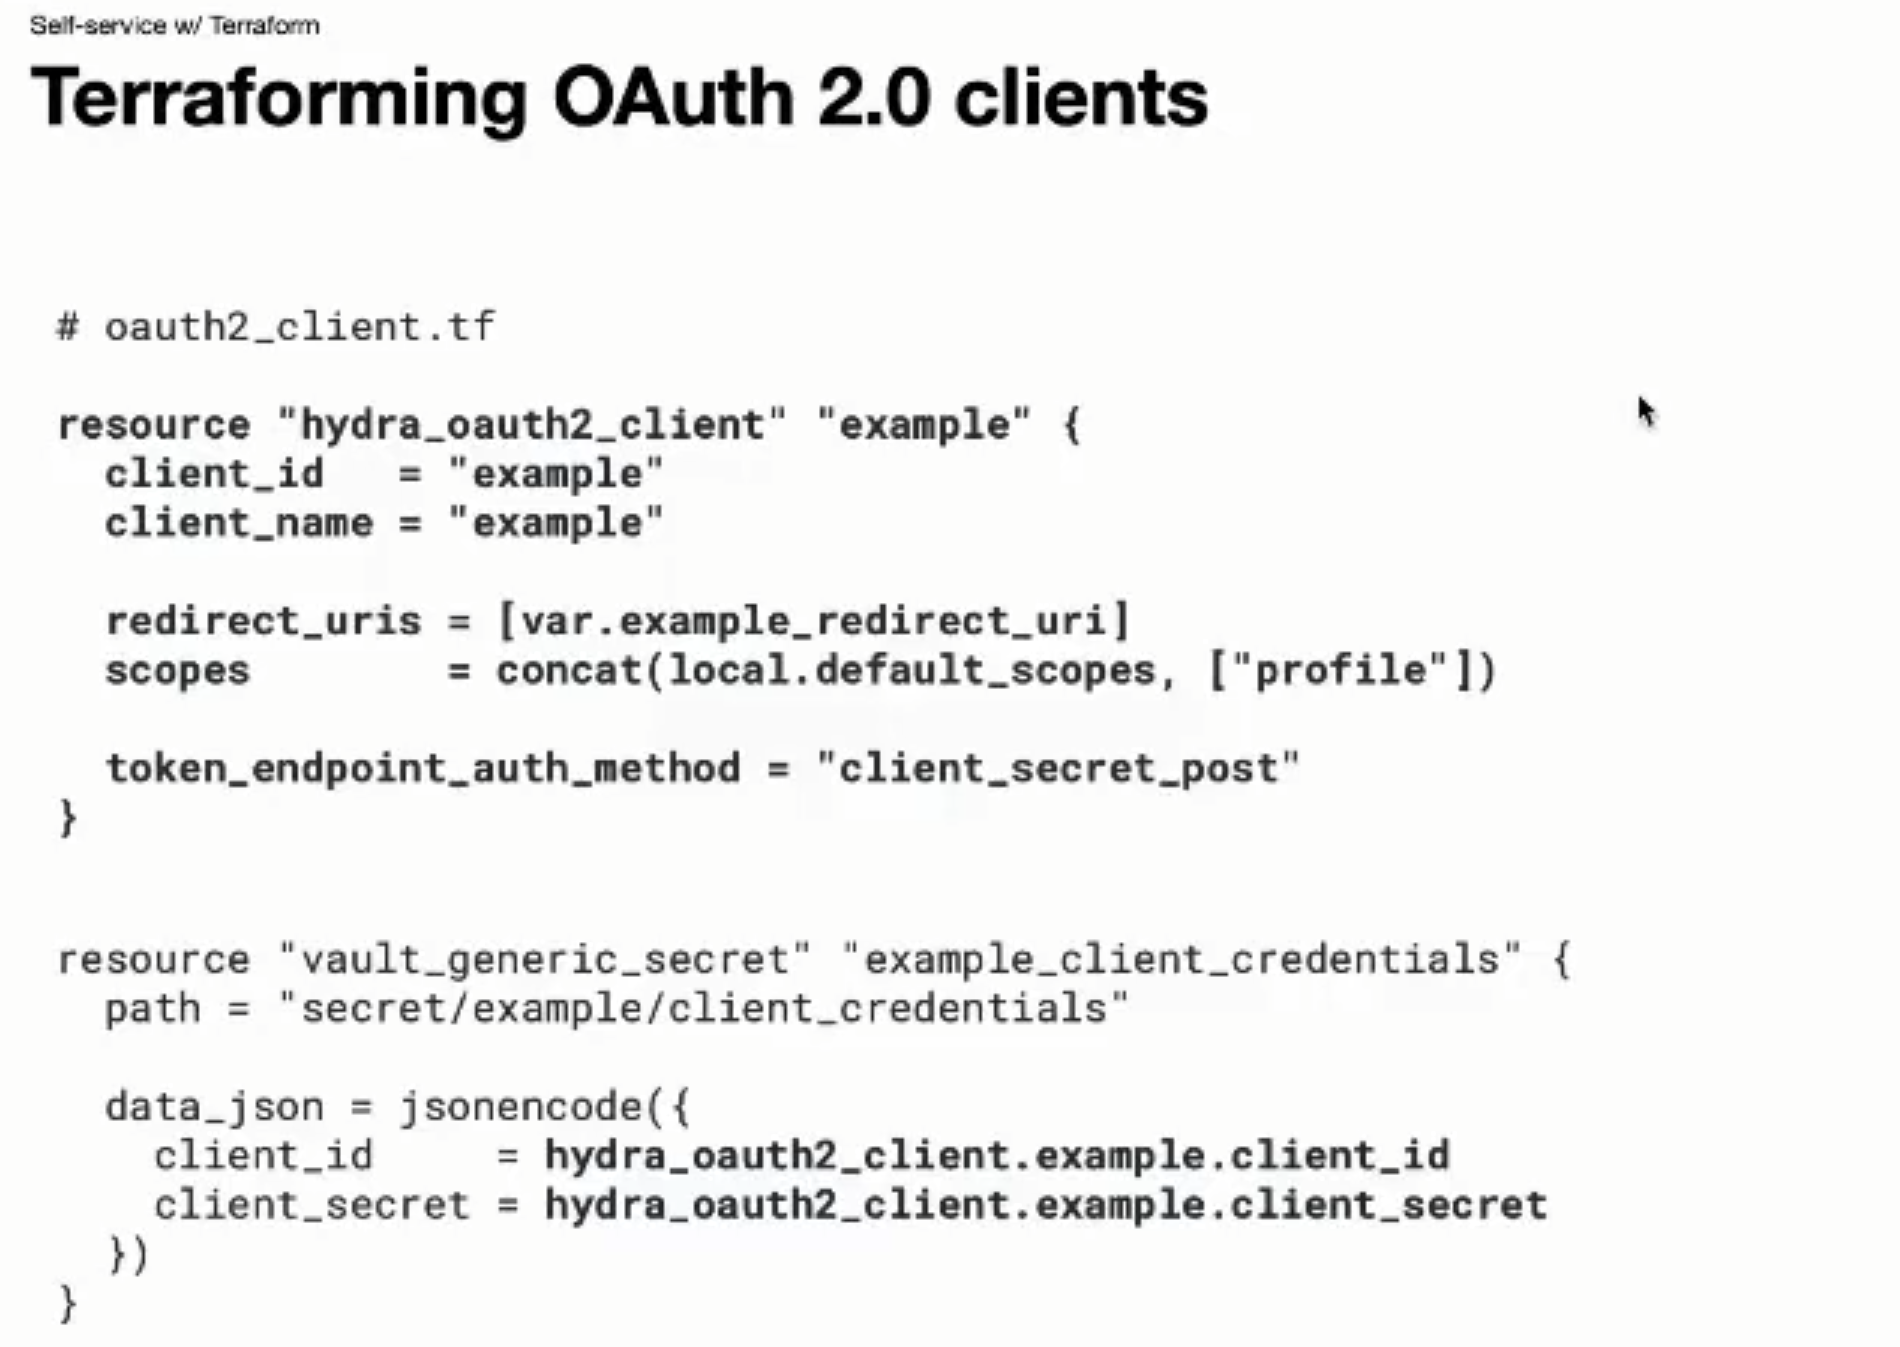 Self-service w/ Terraform
Terraforming OAuth 2.0 clients
# oauth2_client.tf
resource "hydra_oauth2_client" "example" {
  client_id   = "example"
  client_name = "example"
  redirect_uris = [var.example_redirect_uri]
  scopes        = concat(local.default_scopes, ["profile"])
  token_endpoint_auth_method = "client_secret_post"
}
resource "vault_generic_secret" "example_client_credentials" {
  path = "secret/example/client_credentials"
  data_json = jsonencode({
    client_id     = hydra_oauth2_client.example.client_id
    client_secret = hydra_oauth2_client.example.client_secret
  })
}